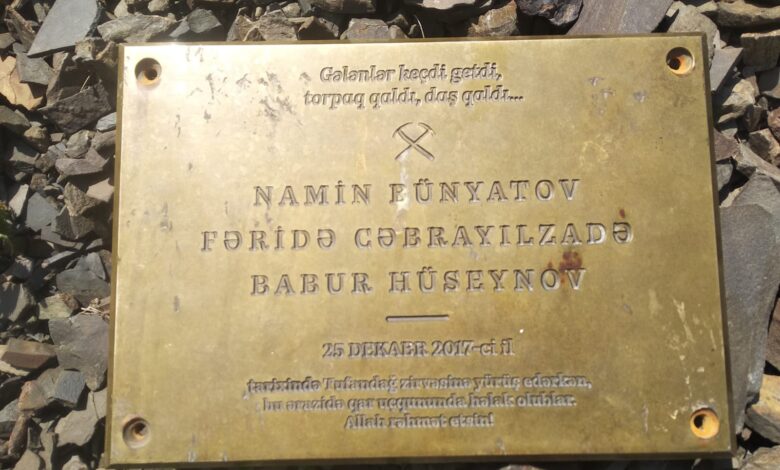 Gələnlər keçdi getdi,
torpaq qaldı, daş qaldı...
NAMİN BÜNYATOV
FƏRİDƏ CƏBRAYILZADƏ
BABUR HÜSEYNOV
25 DEKABR 2017-ci il
tarixində Tufandağ zirvəsinə yürüş edərkən,
bu ərazidə qar uçqununda həlak olublar.
Allah rəhmət etsin!